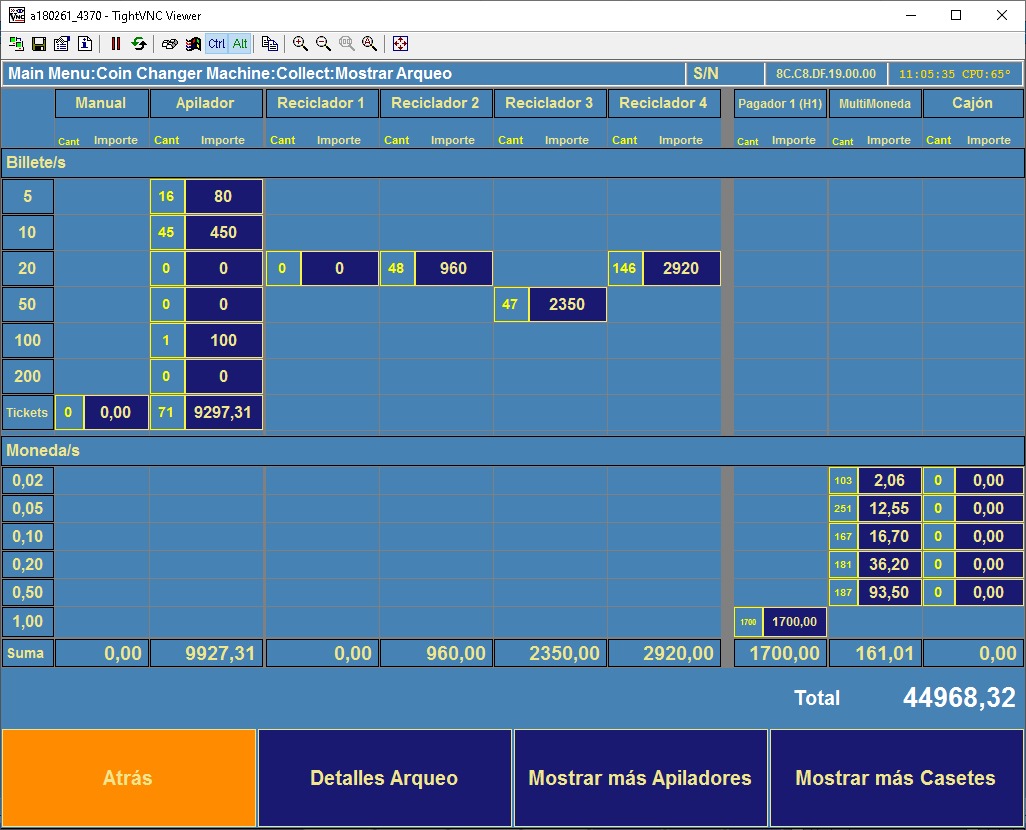 a180261_4370 - TightVNC Viewer
Ctrl Alt
Main Menu:Coin Changer Machine:Collect:Mostrar Arqueo S/N 8C.C8.DF.19.00.00 11:05:35 CPU:65°
Manual Apilador Reciclador 1 Reciclador 2 Reciclador 3 Reciclador 4 Pagador 1 (H1) MultiMoneda Cajón
Cant Importe Cant Importe Cant Importe Cant Importe Cant Importe Cant Importe Cant Importe Cant Importe Cant Importe
Billete/s
5 16 80
10 45 450
20 0 0 0 0 48 960 146 2920
50 0 0 47 2350
100 1 100
200 0 0
Tickets 0 0,00 71 9297,31
Moneda/s
0,02 103 2,06 0 0,00
0,05 251 12,55 0 0,00
0,10 167 16,70 0 0,00
0,20 181 36,20 0 0,00
0,50 187 93,50 0 0,00
1,00 1700 1700,00
Suma 0,00 9927,31 0,00 960,00 2350,00 2920,00 1700,00 161,01 0,00
Total 44968,32
Atrás Detalles Arqueo Mostrar más Apiladores Mostrar más Casetes